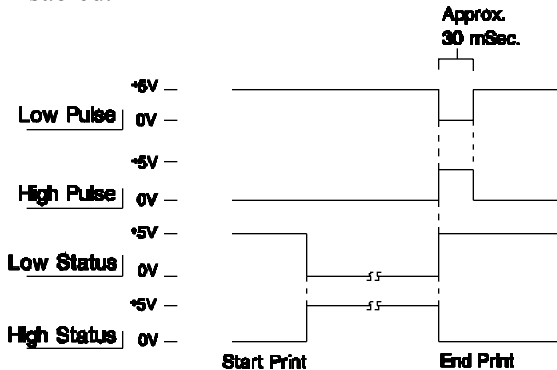 Approx.
30 mSec.
+5V
Low Pulse 0V
+5V
High Pulse 0V
+5V
Low Status 0V
+5V
High Status 0V
Start Print End Print